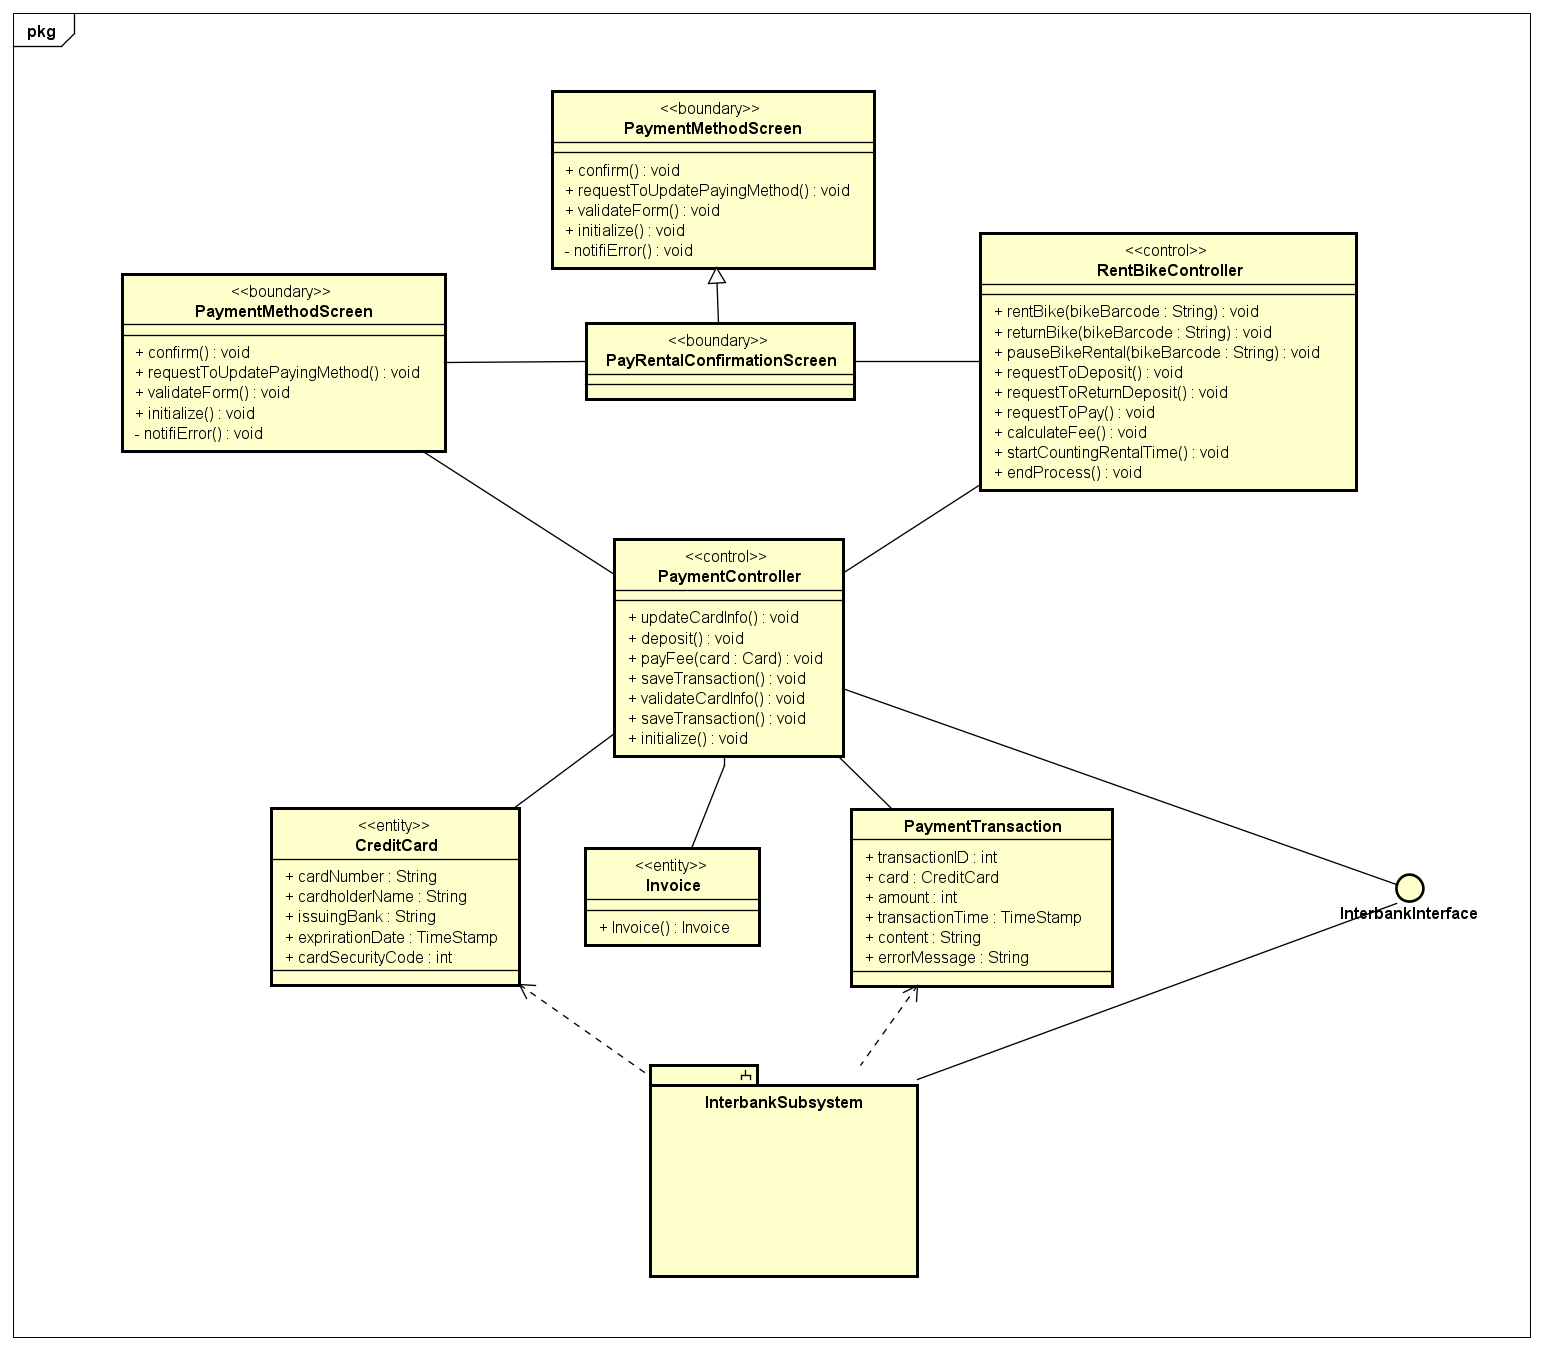 pkg
<<boundary>>
PaymentMethodScreen
+ confirm() : void
+ requestToUpdatePayingMethod() : void
+ validateForm() : void
+ initialize() : void
- notifiError() : void
<<boundary>>
PaymentMethodScreen
+ confirm() : void
+ requestToUpdatePayingMethod() : void
+ validateForm() : void
+ initialize() : void
- notifiError() : void
<<boundary>>
PayRentalConfirmationScreen
<<control>>
RentBikeController
+ rentBike(bikeBarcode : String) : void
+ returnBike(bikeBarcode : String) : void
+ pauseBikeRental(bikeBarcode : String) : void
+ requestToDeposit() : void
+ requestToReturnDeposit() : void
+ requestToPay() : void
+ calculateFee() : void
+ startCountingRentalTime() : void
+ endProcess() : void
<<control>>
PaymentController
+ updateCardInfo() : void
+ deposit() : void
+ payFee(card : Card) : void
+ saveTransaction() : void
+ validateCardInfo() : void
+ saveTransaction() : void
+ initialize() : void
<<entity>>
CreditCard
+ cardNumber : String
+ cardholderName : String
+ issuingBank : String
+ exprirationDate : TimeStamp
+ cardSecurityCode : int
<<entity>>
Invoice
+ Invoice() : Invoice
PaymentTransaction
+ transactionID : int
+ card : CreditCard
+ amount : int
+ transactionTime : TimeStamp
+ content : String
+ errorMessage : String
InterbankInterface
InterbankSubsystem